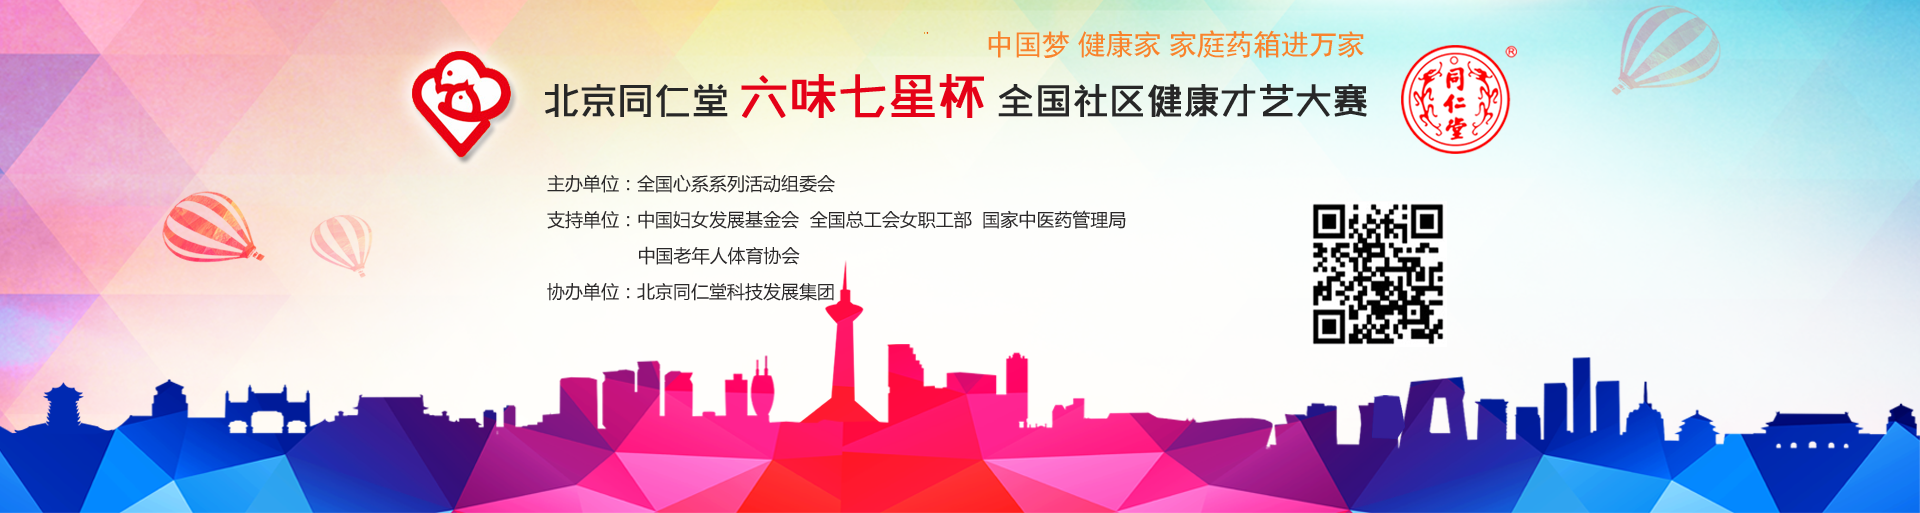 中国梦 健康家 家庭药箱进万家
北京同仁堂 六味七星杯 全国社区健康才艺大赛
同仁堂
®
主办单位：全国心系系列活动组委会
支持单位：中国妇女发展基金会 全国总工会女职工部 国家中医药管理局
中国老年人体育协会
协办单位：北京同仁堂科技发展集团